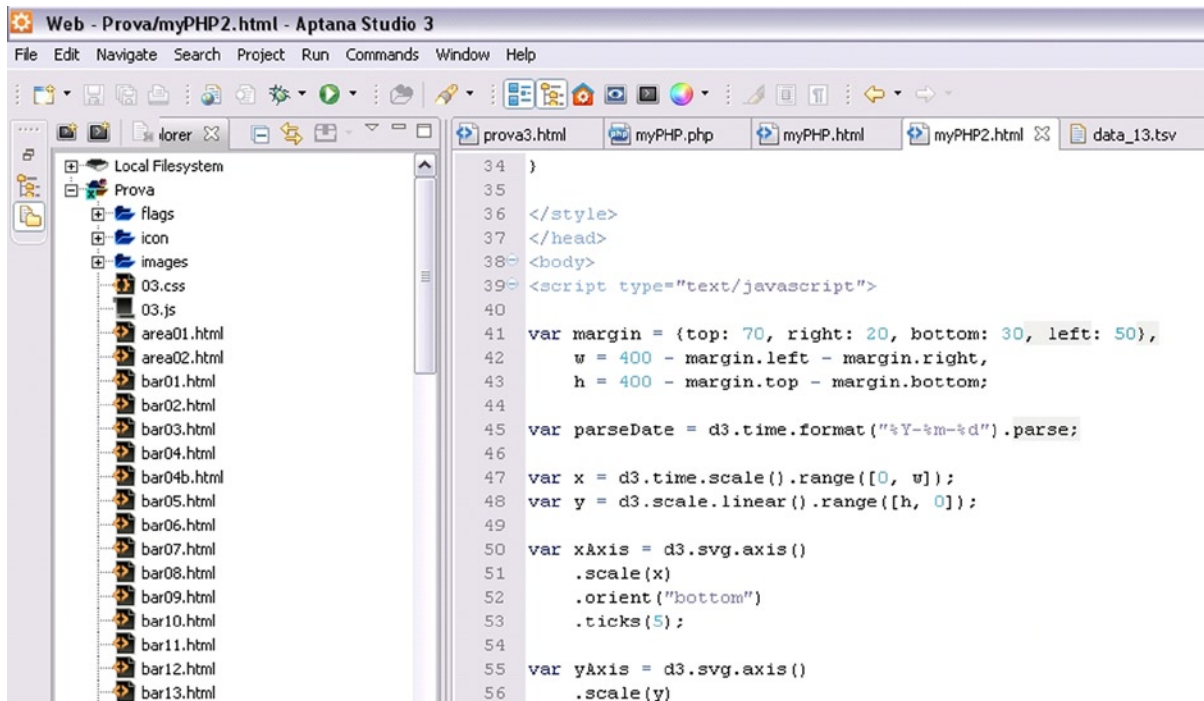 Web - Prova/myPHP2.html - Aptana Studio 3
File Edit Navigate Search Project Run Commands Window Help
lorer
prova3.html myPHP.php myPHP.html myPHP2.html data_13.tsv
Local Filesystem
Prova
flags
icon
images
03.css
03.js
area01.html
area02.html
bar01.html
bar02.html
bar03.html
bar04.html
bar04b.html
bar05.html
bar06.html
bar07.html
bar08.html
bar09.html
bar10.html
bar11.html
bar12.html
bar13.html
34 }
35
36 </style>
37 </head>
38 <body>
39 <script type="text/javascript">
40
41 var margin = {top: 70, right: 20, bottom: 30, left: 50},
42 w = 400 - margin.left - margin.right,
43 h = 400 - margin.top - margin.bottom;
44
45 var parseDate = d3.time.format("%Y-%m-%d").parse;
46
47 var x = d3.time.scale().range([0, w]);
48 var y = d3.scale.linear().range([h, 0]);
49
50 var xAxis = d3.svg.axis()
51 .scale(x)
52 .orient("bottom")
53 .ticks(5);
54
55 var yAxis = d3.svg.axis()
56 .scale(y)